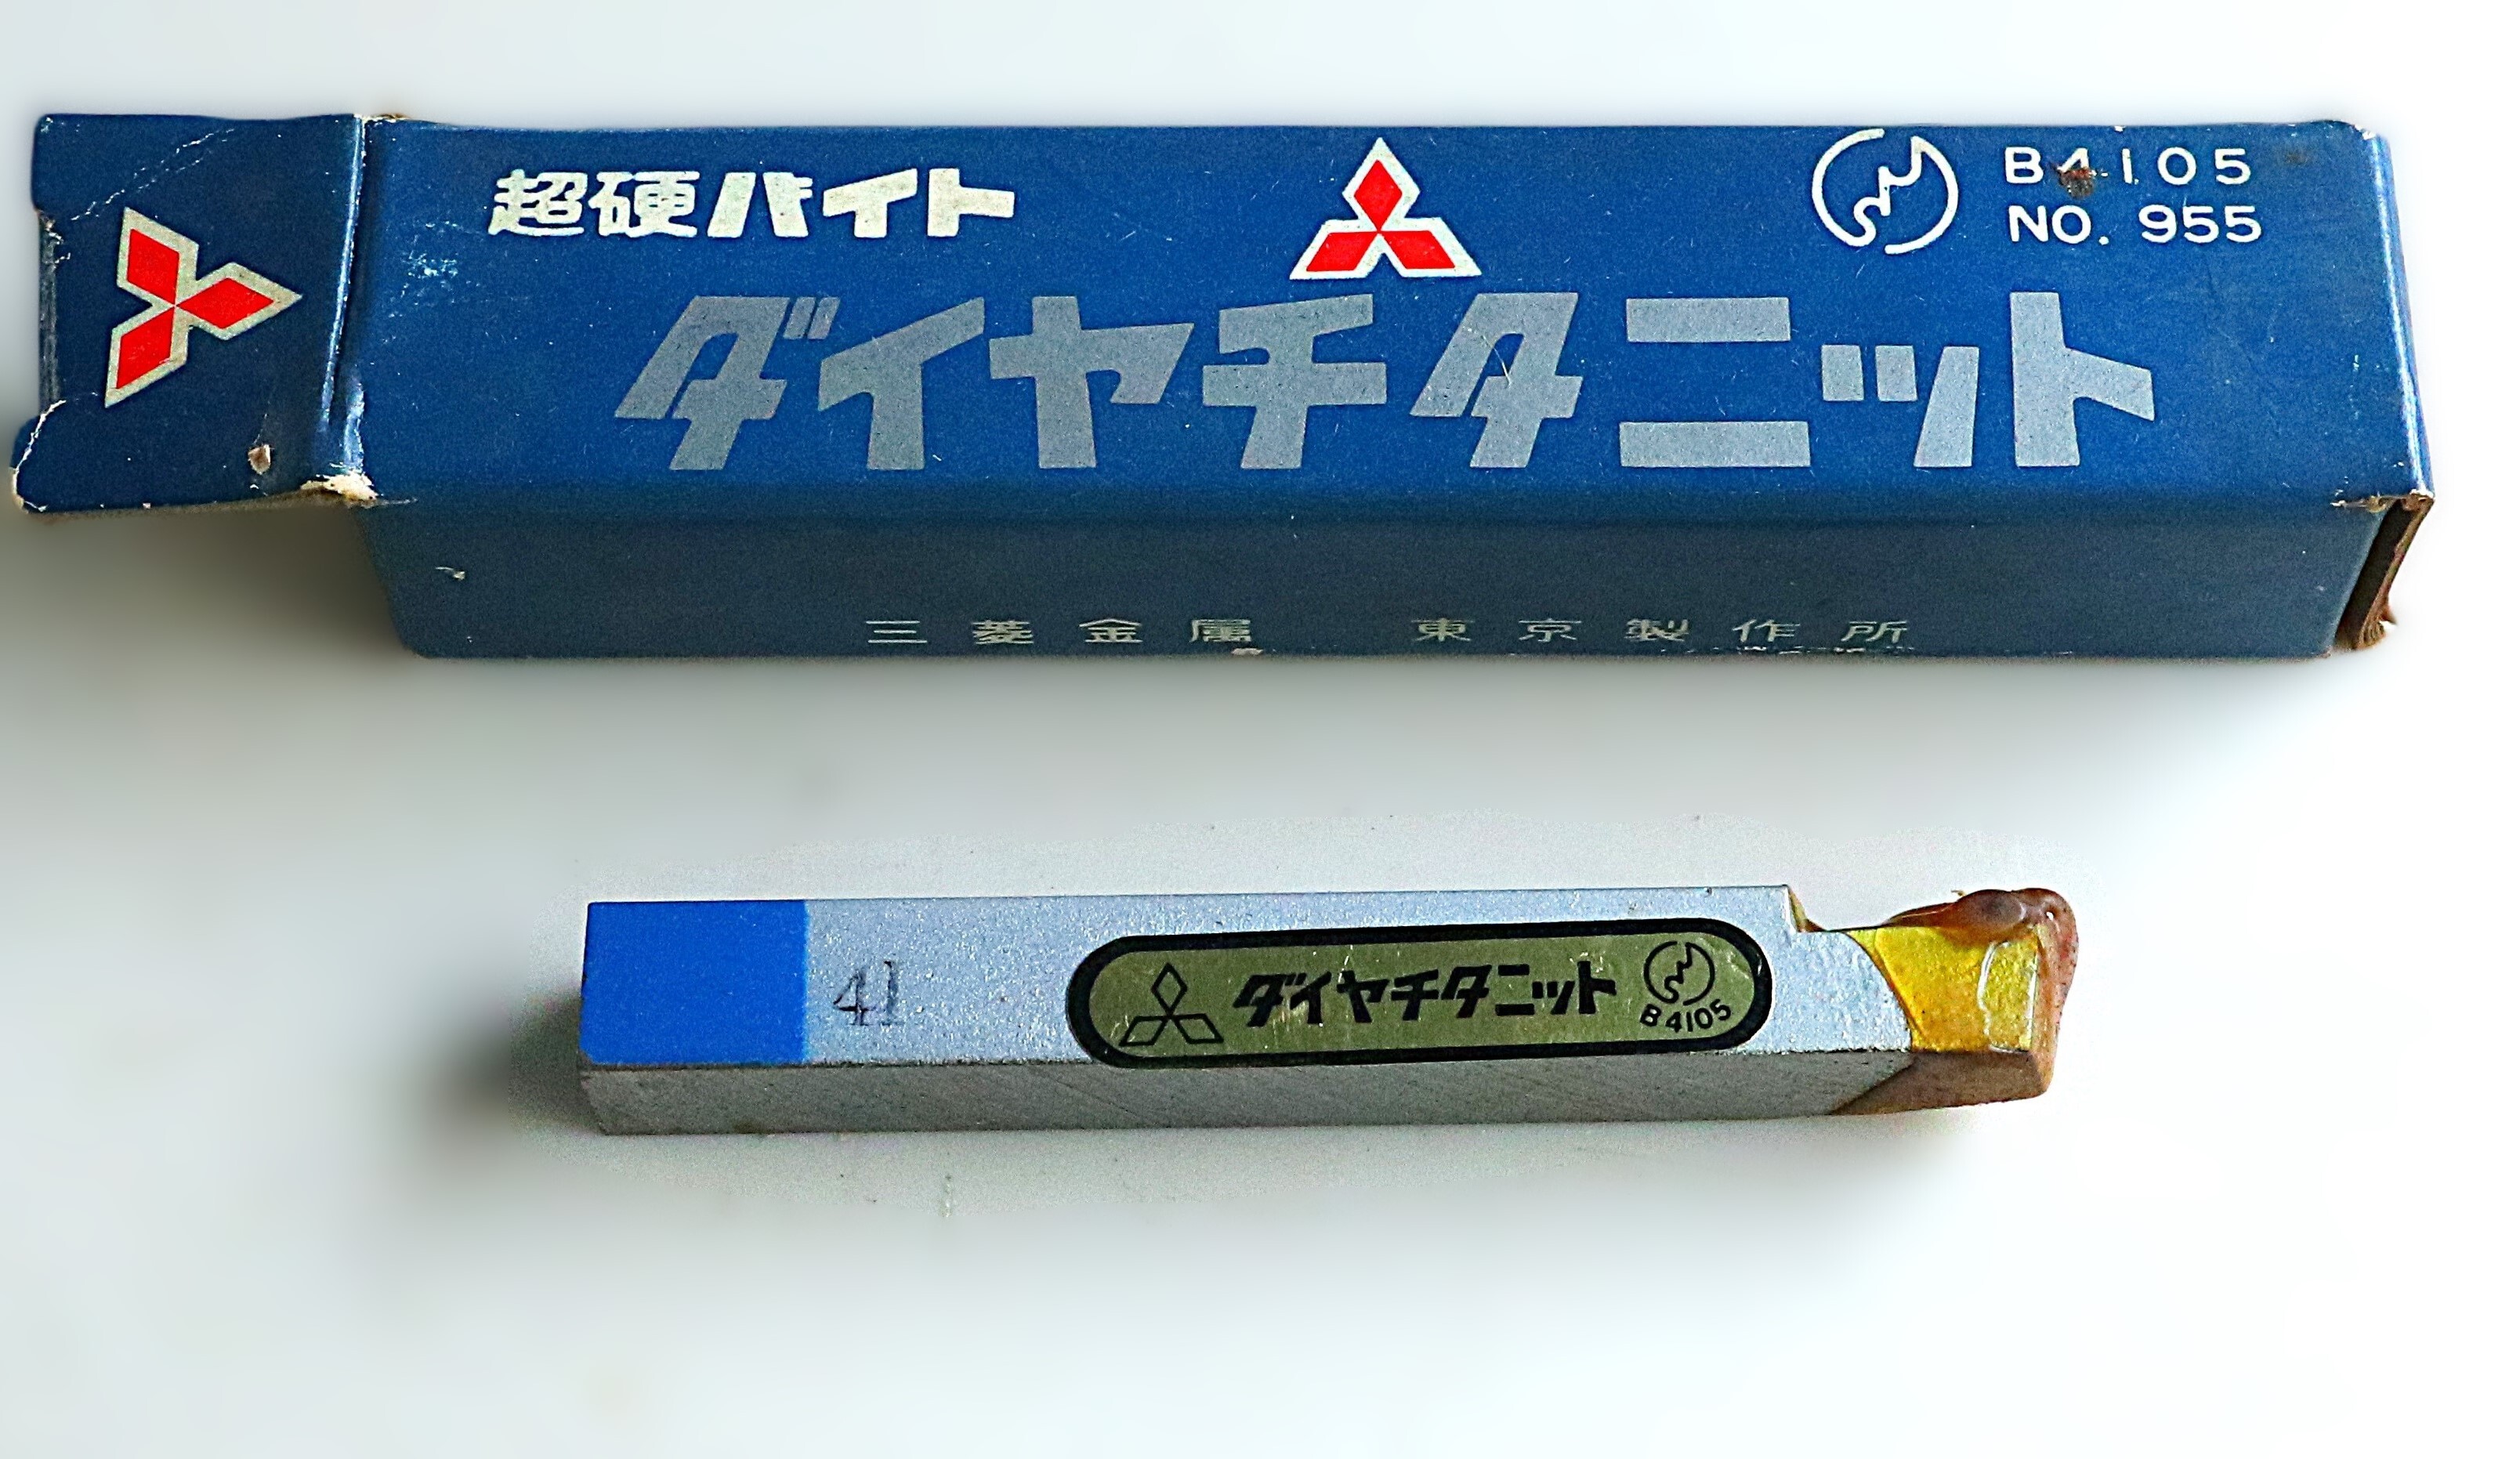 超硬バイト
B4105
NO. 955
ダイヤチタニット
三菱金属 東京製作所
41
ダイヤチタニット
B4105